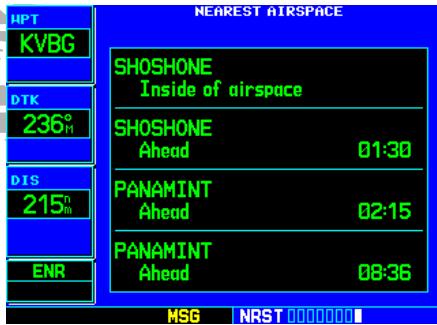 WPT
KVBG
DTK
236°M
DIS
215nm
ENR
NEAREST AIRSPACE
SHOSHONE
Inside of airspace
SHOSHONE
Ahead 01:30
PANAMINT
Ahead 02:15
PANAMINT
Ahead 08:36
MSG NRST